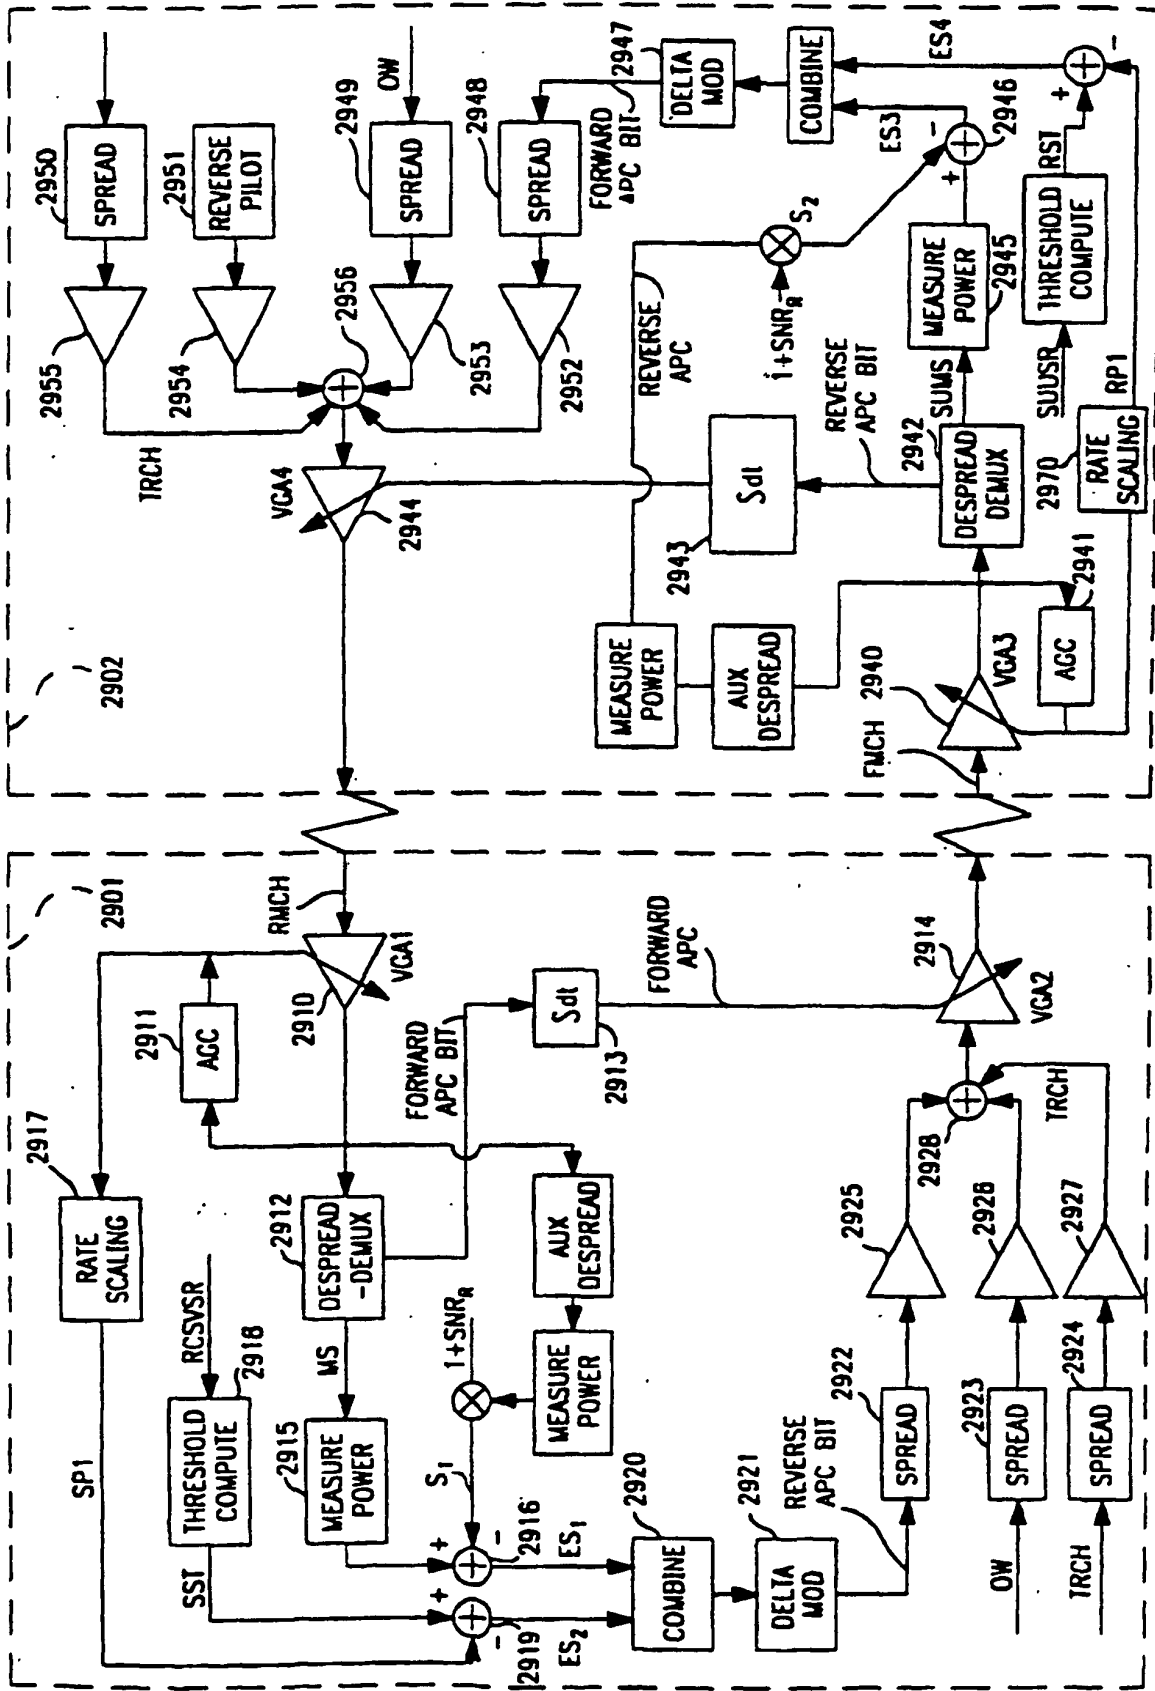 SP1
2917
RATE
SCALING
2911
AGC
2901
SST
THRESHOLD
COMPUTE
2918
RCSVSR
RMCH
MS
2915
MEASURE
POWER
2912
DESPREAD
-DEMUX
2910
VGA1
S1
1+SNRR
+
+
-
-
2916
2919
ES1
ES2
MEASURE
POWER
AUX
DESPREAD
FORWARD
APC BIT
Sdt
2913
2920
COMBINE
2921
DELTA
MOD
REVERSE
APC BIT
FORWARD
APC
2922
SPREAD
2925
OW
2923
SPREAD
2926
2928
2914
VGA2
TRCH
2924
SPREAD
2927
TRCH
2902
TRCH
2955
2950
SPREAD
2954
2951
REVERSE
PILOT
VGA4
2944
2956
2953
2949
SPREAD
OW
2952
2948
SPREAD
FORWARD
APC BIT
2947
DELTA
MOD
MEASURE
POWER
AUX
DESPREAD
2943
Sdt
REVERSE
APC
1+SNRR
S2
COMBINE
REVERSE
APC BIT
ES3
ES4
FMCH
2940
VGA3
2942
DESPREAD
DEMUX
SUMS
MEASURE
POWER
2945
+
-
2946
AGC
2941
2970
RATE
SCALING
RP1
SUUSR
THRESHOLD
COMPUTE
RST
+
-